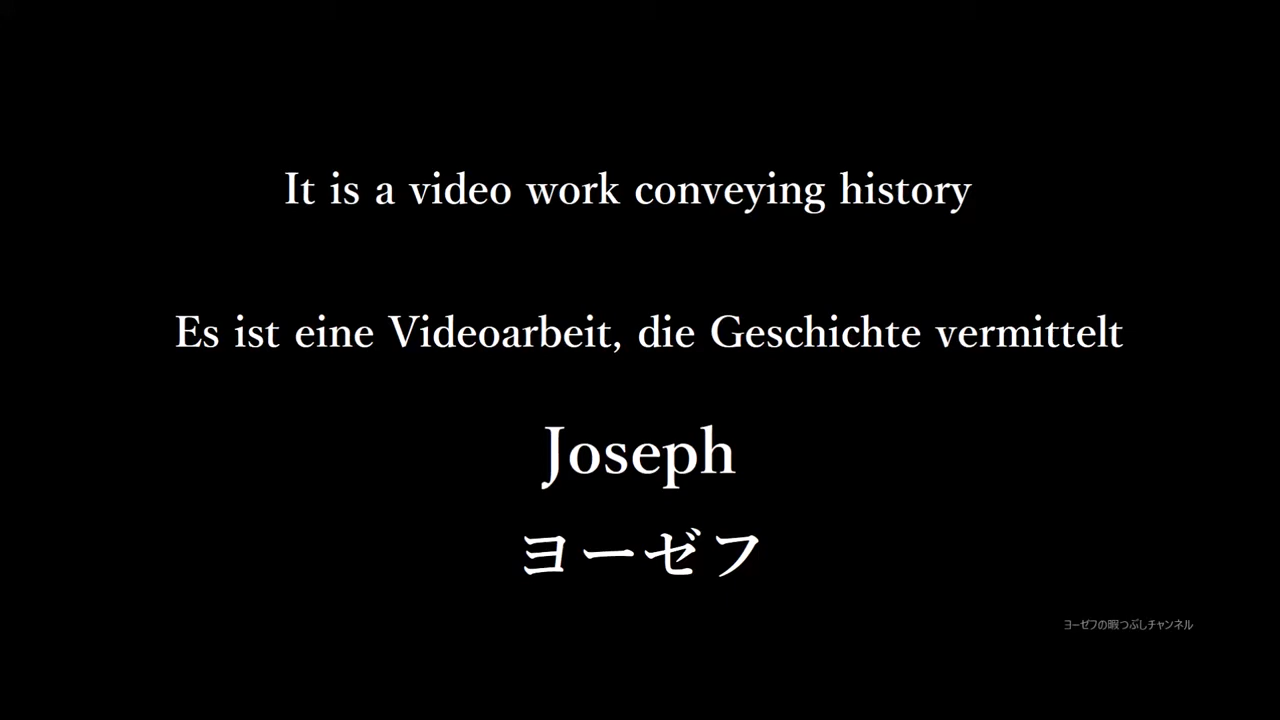 It is a video work conveying history
Es ist eine Videoarbeit, die Geschichte vermittelt
Joseph
ヨーゼフ
ヨーゼフの暇つぶしチャンネル